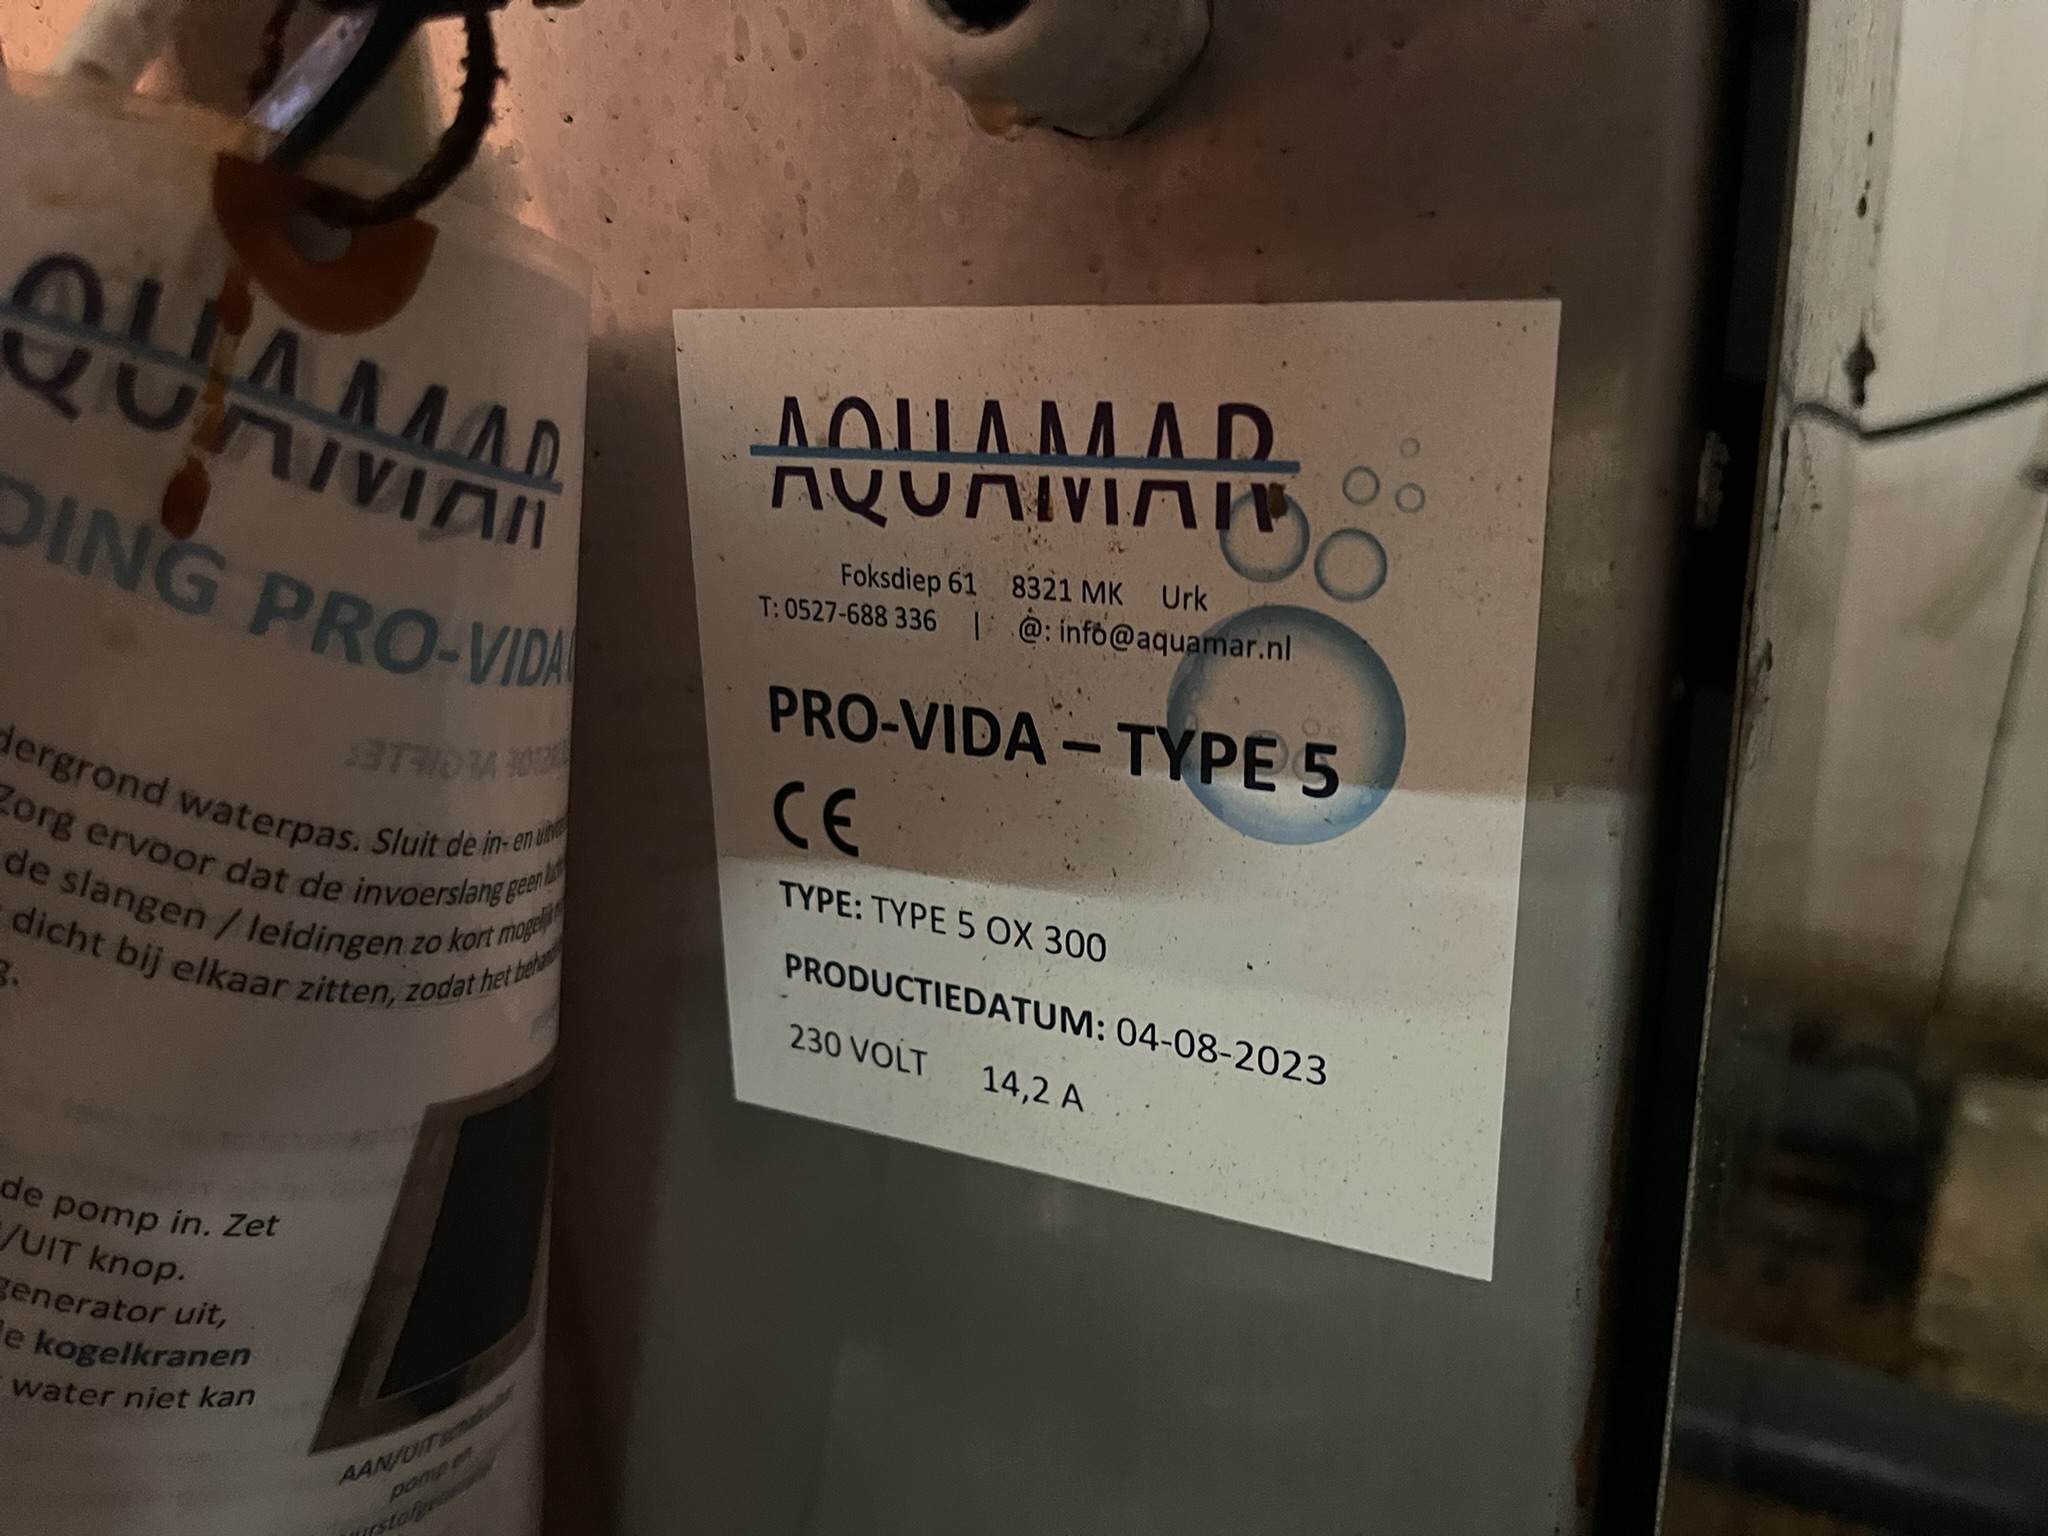 QUAMAR
DING PRO-VIDA
dergrond waterpas. Sluit de in- en
Zorg ervoor dat de invoerslang geen
de slangen / leidingen zo kort mogelijk
dicht bij elkaar zitten, zodat het
g.
de pomp in. Zet
/UIT knop.
generator uit,
le kogelkranen
water niet kan
AAN/UIT schakelaar
pomp en
AQUAMAR
Foksdiep 61 8321 MK Urk
T: 0527-688 336 | @: info@aquamar.nl
PRO-VIDA – TYPE 5
CE
TYPE: TYPE 5 OX 300
PRODUCTIEDATUM: 04-08-2023
230 VOLT 14,2 A